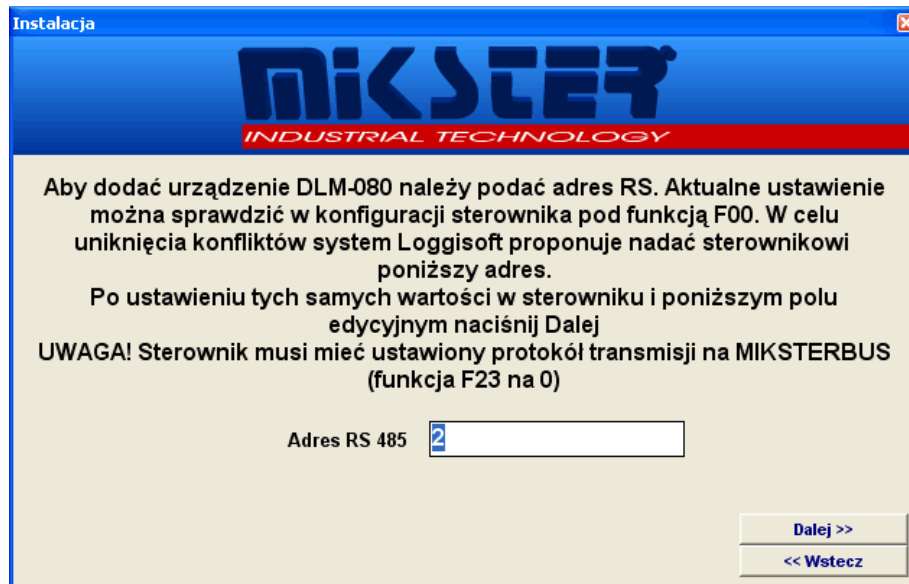 Instalacja
MIKSTER
INDUSTRIAL TECHNOLOGY
Aby dodać urządzenie DLM-080 należy podać adres RS. Aktualne ustawienie
można sprawdzić w konfiguracji sterownika pod funkcją F00. W celu
uniknięcia konfliktów system Loggisoft proponuje nadać sterownikowi
poniższy adres.
Po ustawieniu tych samych wartości w sterowniku i poniższym polu
edycyjnym naciśnij Dalej
UWAGA! Sterownik musi mieć ustawiony protokół transmisji na MIKSTERBUS
(funkcja F23 na 0)
Adres RS 485 2
Dalej >>
<< Wstecz